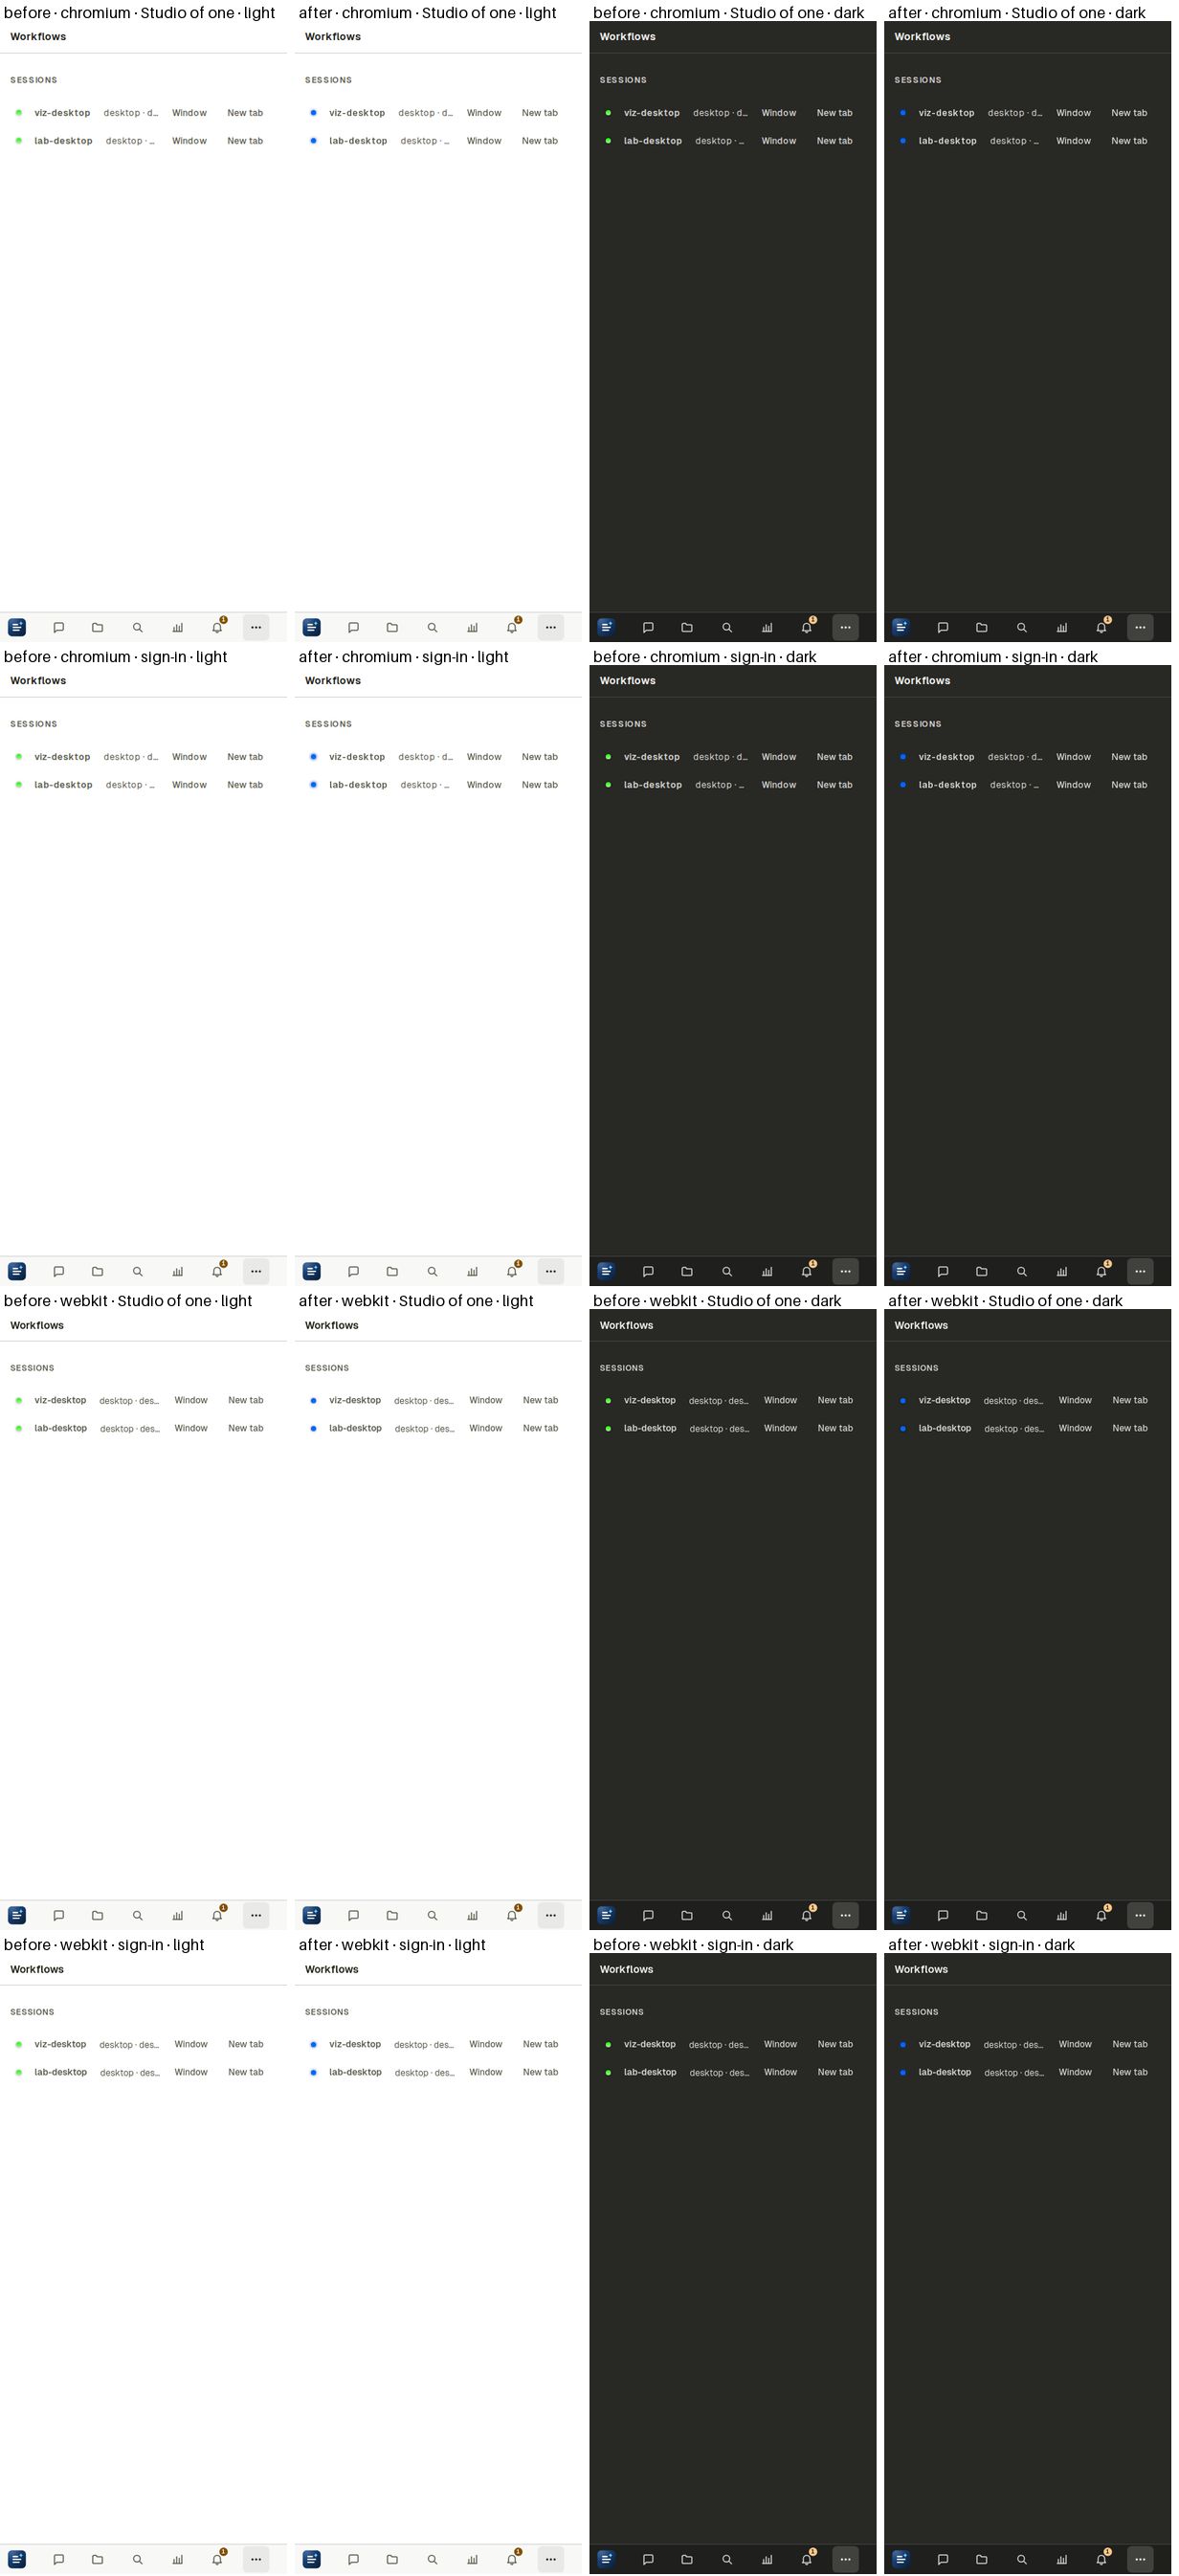 before · chromium · Studio of one · light
after · chromium · Studio of one · light
before · chromium · Studio of one · dark
after · chromium · Studio of one · dark
Workflows
Workflows
Workflows
Workflows
SESSIONS
SESSIONS
SESSIONS
SESSIONS
viz-desktop desktop · d… Window New tab
viz-desktop desktop · d… Window New tab
viz-desktop desktop · d… Window New tab
viz-desktop desktop · d… Window New tab
lab-desktop desktop · … Window New tab
lab-desktop desktop · … Window New tab
lab-desktop desktop · … Window New tab
lab-desktop desktop · … Window New tab
1
1
1
1
before · chromium · sign-in · light
after · chromium · sign-in · light
before · chromium · sign-in · dark
after · chromium · sign-in · dark
Workflows
Workflows
Workflows
Workflows
SESSIONS
SESSIONS
SESSIONS
SESSIONS
viz-desktop desktop · d… Window New tab
viz-desktop desktop · d… Window New tab
viz-desktop desktop · d… Window New tab
viz-desktop desktop · d… Window New tab
lab-desktop desktop · … Window New tab
lab-desktop desktop · … Window New tab
lab-desktop desktop · … Window New tab
lab-desktop desktop · … Window New tab
1
1
1
1
before · webkit · Studio of one · light
after · webkit · Studio of one · light
before · webkit · Studio of one · dark
after · webkit · Studio of one · dark
Workflows
Workflows
Workflows
Workflows
SESSIONS
SESSIONS
SESSIONS
SESSIONS
viz-desktop desktop · des… Window New tab
viz-desktop desktop · des… Window New tab
viz-desktop desktop · des… Window New tab
viz-desktop desktop · des… Window New tab
lab-desktop desktop · des… Window New tab
lab-desktop desktop · des… Window New tab
lab-desktop desktop · des… Window New tab
lab-desktop desktop · des… Window New tab
1
1
1
1
before · webkit · sign-in · light
after · webkit · sign-in · light
before · webkit · sign-in · dark
after · webkit · sign-in · dark
Workflows
Workflows
Workflows
Workflows
SESSIONS
SESSIONS
SESSIONS
SESSIONS
viz-desktop desktop · des… Window New tab
viz-desktop desktop · des… Window New tab
viz-desktop desktop · des… Window New tab
viz-desktop desktop · des… Window New tab
lab-desktop desktop · des… Window New tab
lab-desktop desktop · des… Window New tab
lab-desktop desktop · des… Window New tab
lab-desktop desktop · des… Window New tab
1
1
1
1